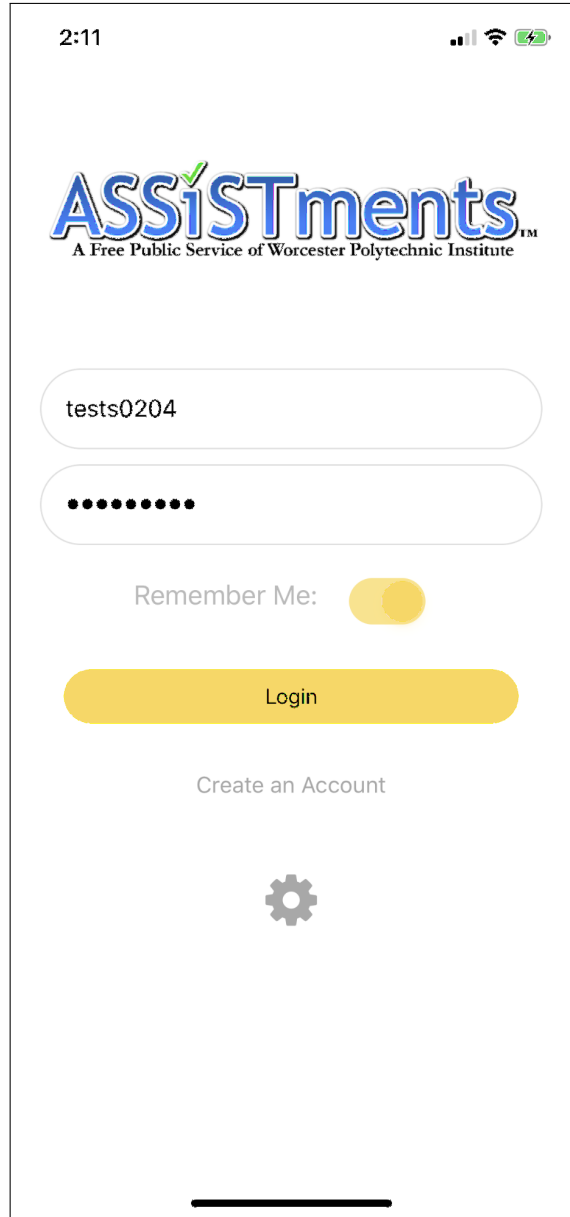 2:11
ASSiSTments™
A Free Public Service of Worcester Polytechnic Institute
tests0204
•••••••••
Remember Me:
Login
Create an Account